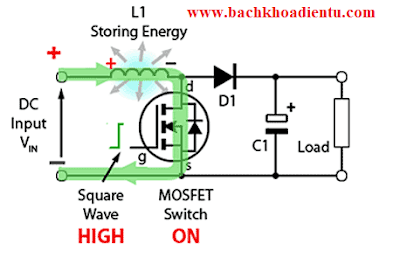 www.bachkhoadientu.com
L1
Storing Energy
+
+
−
d
D1
DC
Input
VIN
g
s
+
C1
Load
−
Square
Wave
HIGH
MOSFET
Switch
ON